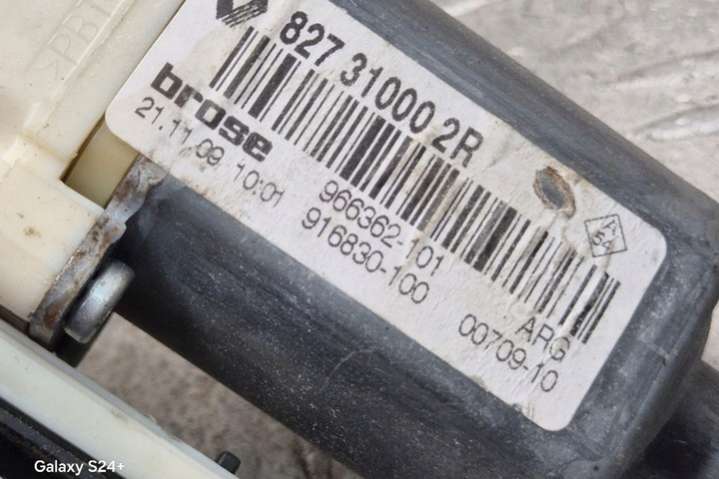 827 31000 2R
brose
21.11.09 10:01
966362-101
916830-100
ARG
00709-10
Galaxy S24+